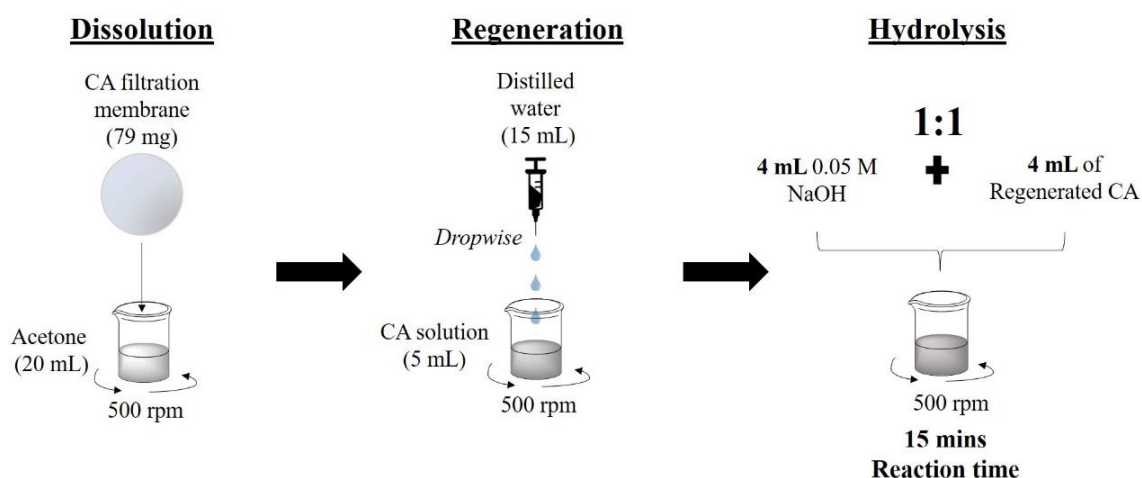 Dissolution
CA filtration
membrane
(79 mg)
Acetone
(20 mL)
500 rpm
Regeneration
Distilled
water
(15 mL)
Dropwise
CA solution
(5 mL)
500 rpm
Hydrolysis
1:1
4 mL 0.05 M
NaOH
+
4 mL of
Regenerated CA
500 rpm
15 mins
Reaction time